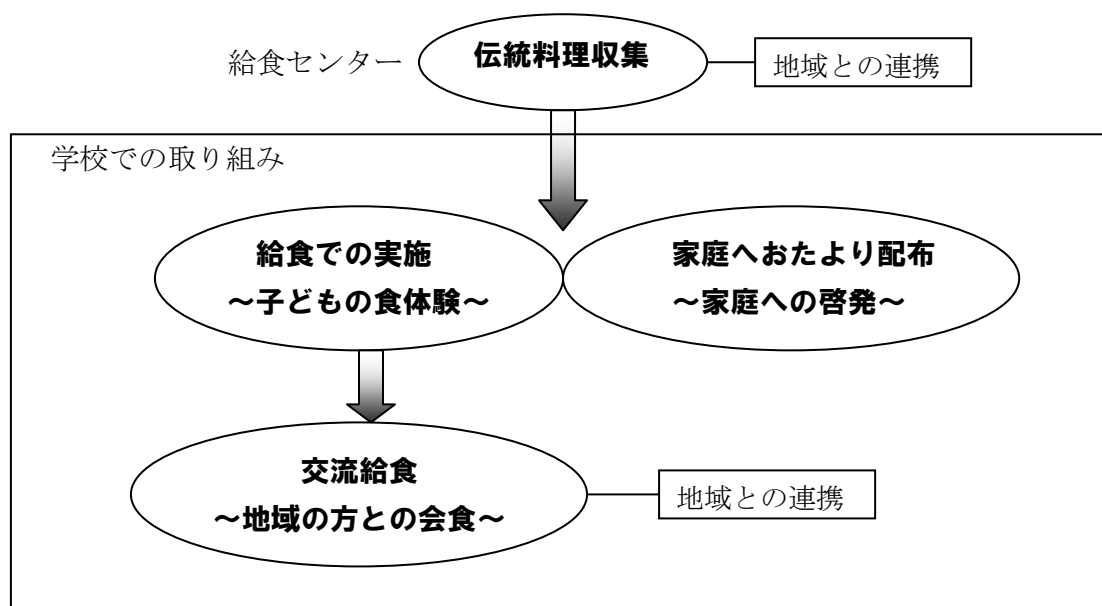 給食センター
伝統料理収集
地域との連携
学校での取り組み
給食での実施
～子どもの食体験～
家庭へおたより配布
～家庭への啓発～
交流給食
～地域の方との会食～
地域との連携